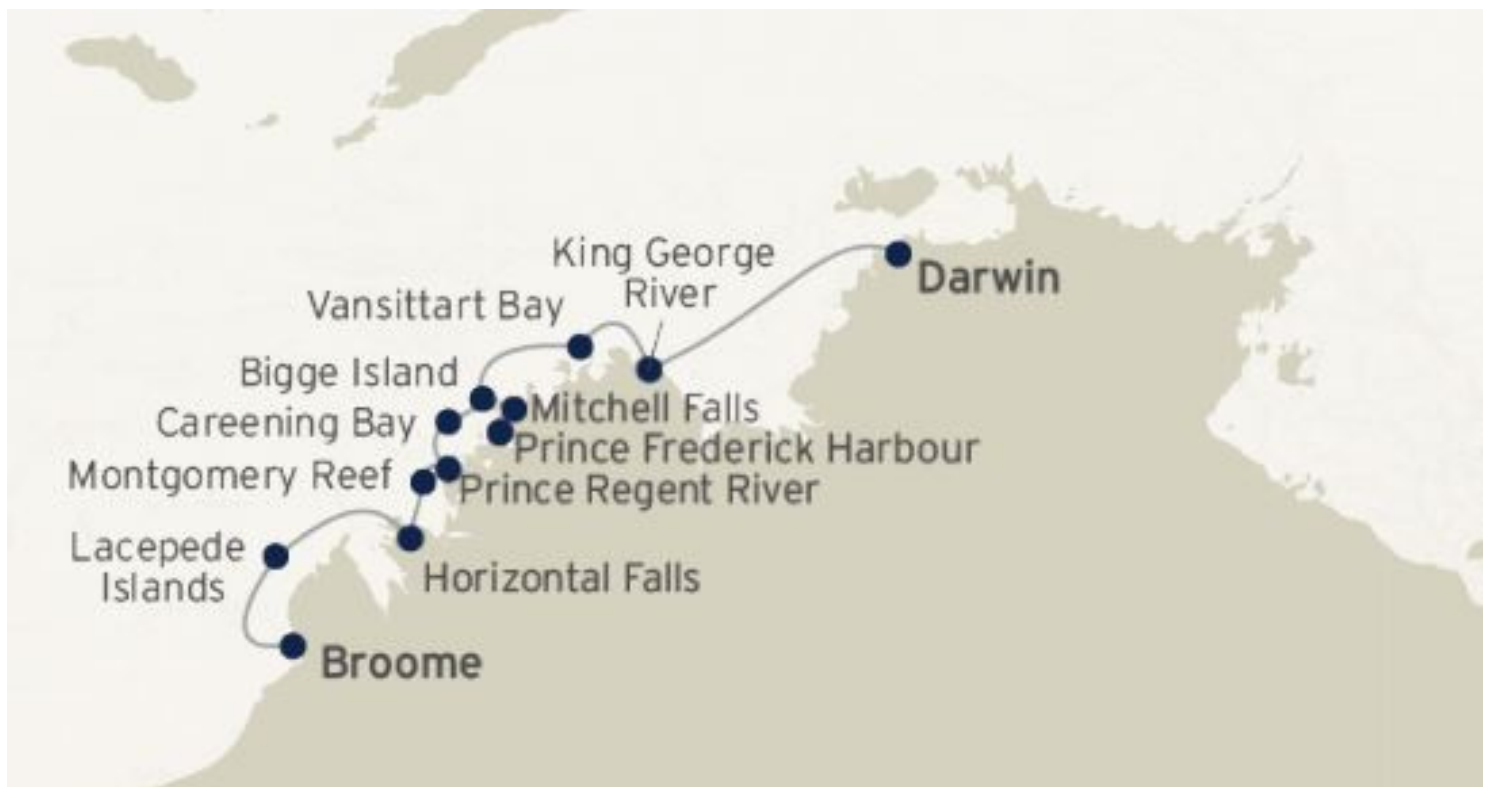 King George
River
Darwin
Vansittart Bay
Bigge Island
Mitchell Falls
Careening Bay
Prince Frederick Harbour
Montgomery Reef
Prince Regent River
Lacepede
Islands
Horizontal Falls
Broome